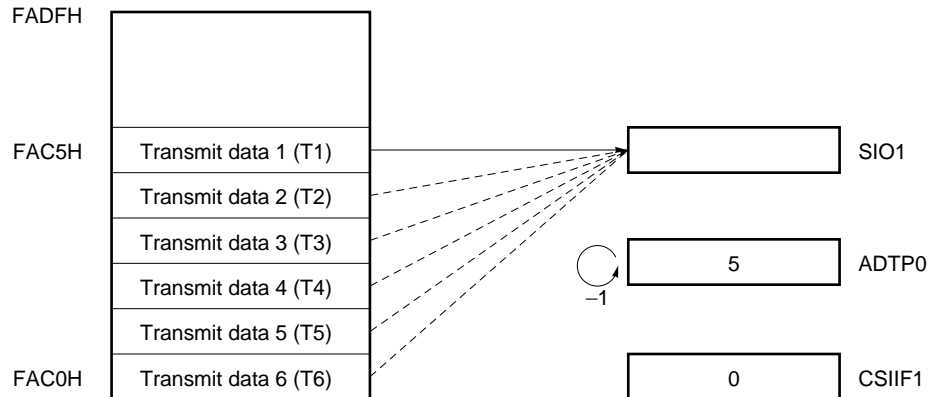 FADFH
FAC5H Transmit data 1 (T1) SIO1
Transmit data 2 (T2)
Transmit data 3 (T3) 5 ADTP0
–1
Transmit data 4 (T4)
Transmit data 5 (T5)
FAC0H Transmit data 6 (T6) 0 CSIIF1